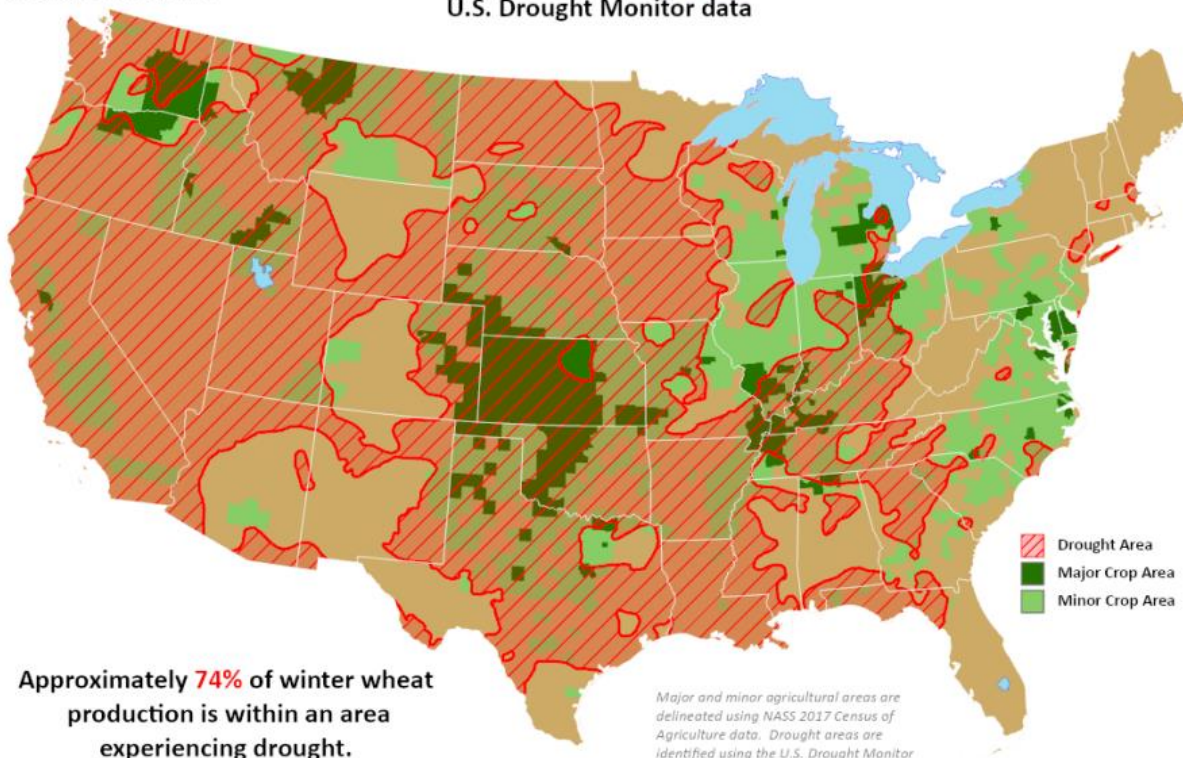 U.S. Drought Monitor data
Drought Area
Major Crop Area
Minor Crop Area
Approximately 74% of winter wheat
production is within an area
experiencing drought.
Major and minor agricultural areas are
delineated using NASS 2017 Census of
Agriculture data. Drought areas are
identified using the U.S. Drought Monitor